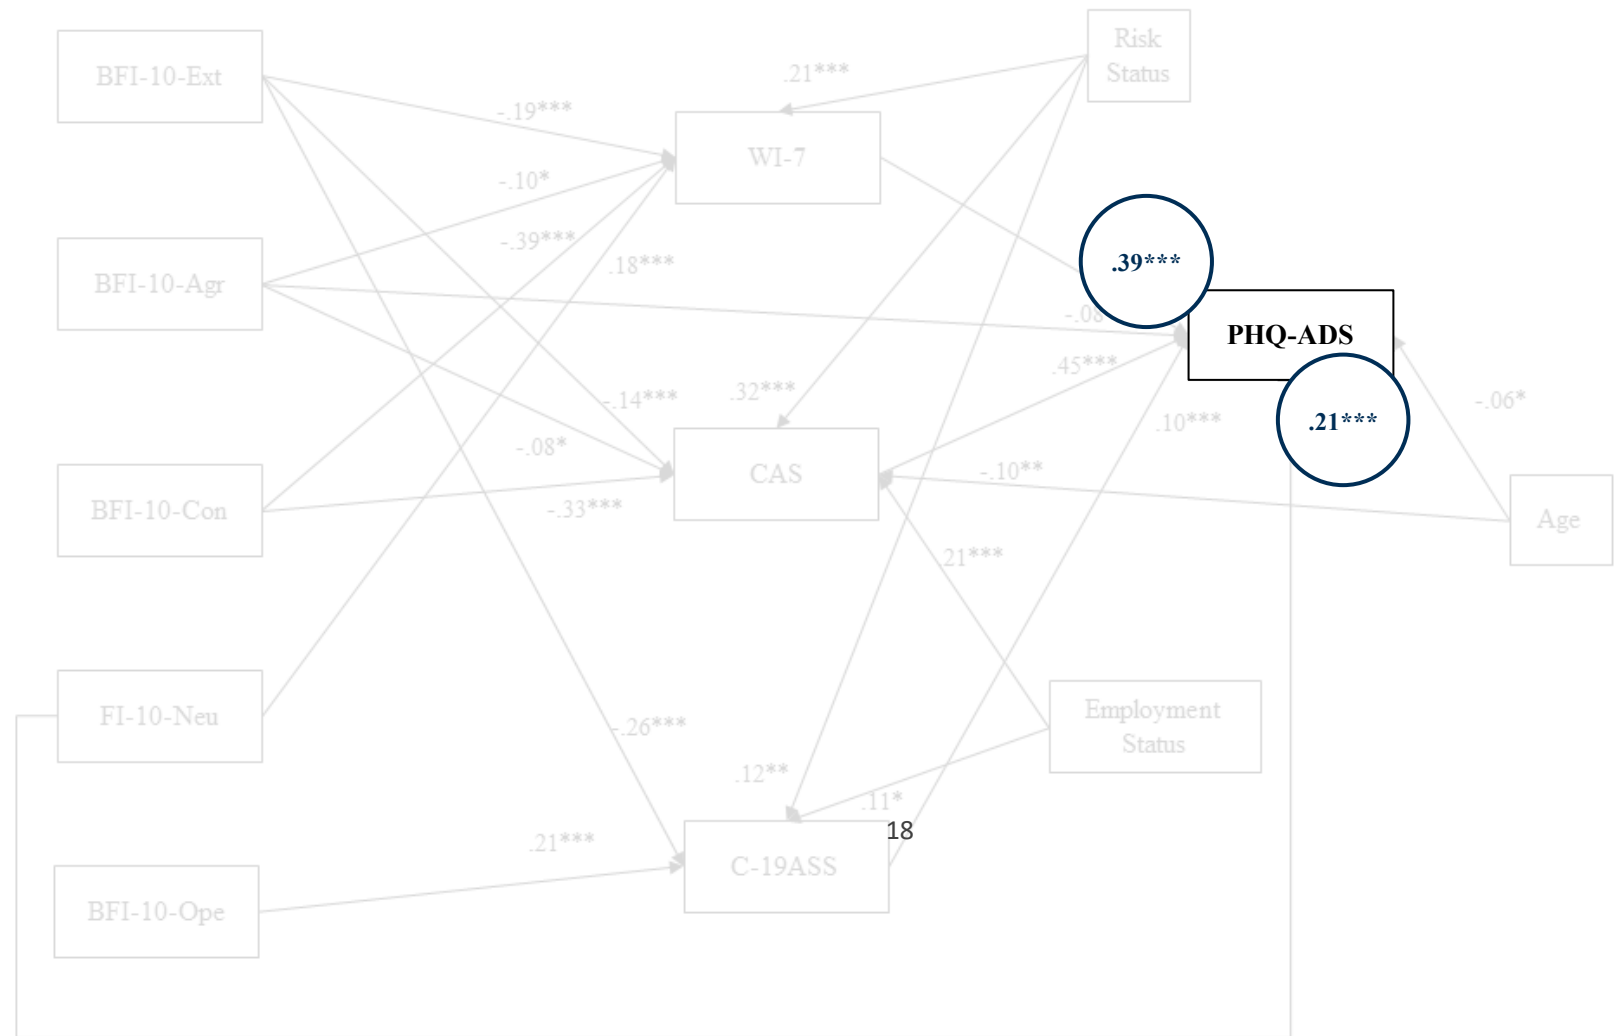 Risk
Status
BFI-10-Ext
.21***
-.19***
WI-7
-.10*
-.39***
.18***
.39***
BFI-10-Agr
-.08
PHQ-ADS
.45***
-.14***
.32***
-.06*
.10***
.21***
-.08*
CAS
-.10**
BFI-10-Con
-.33***
Age
.21***
FI-10-Neu
Employment
Status
-.26***
.12**
.11*
18
.21***
C-19ASS
BFI-10-Ope